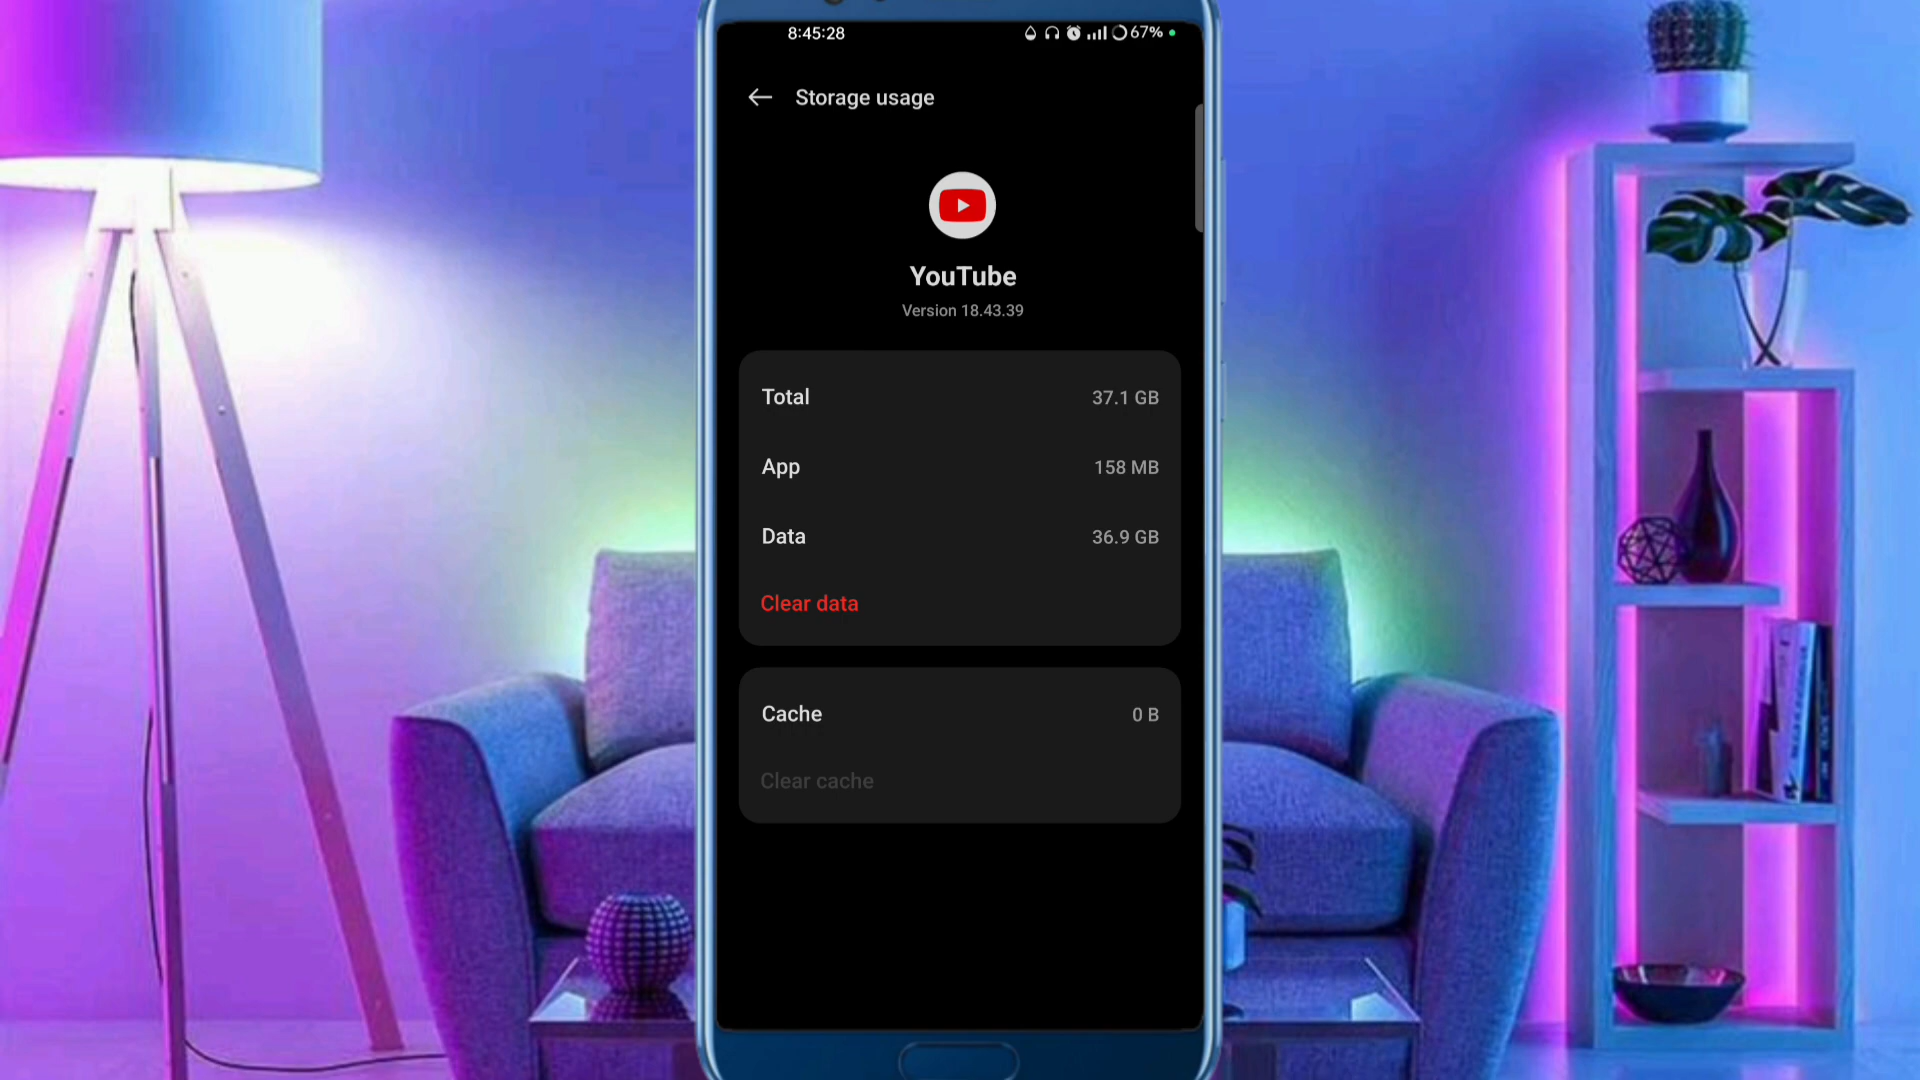 8:45:28
67%
Storage usage
YouTube
Version 18.43.39
Total 37.1 GB
App 158 MB
Data 36.9 GB
Clear data
Cache 0 B
Clear cache